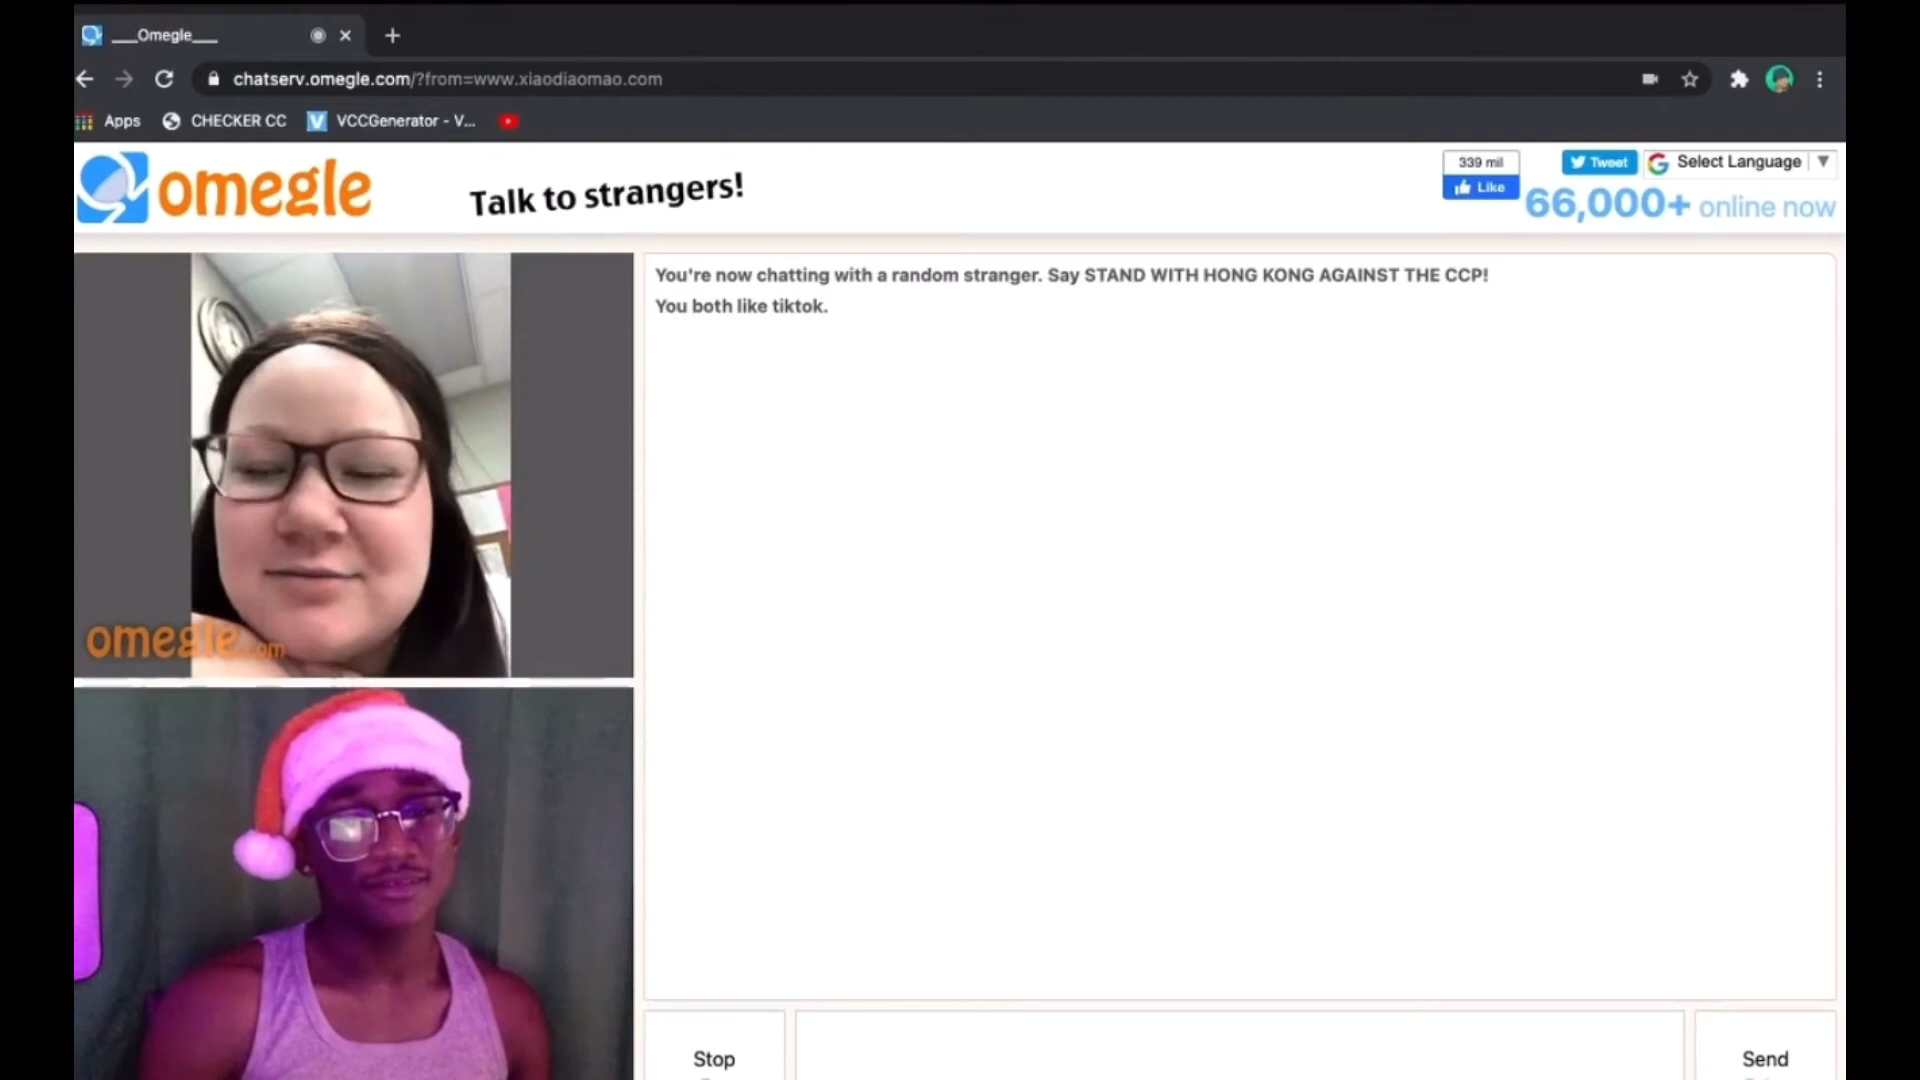 ___Omegle___
chatserv.omegle.com/?from=www.xiaodiaomao.com
Apps
CHECKER CC
VCCGenerator - V...
omegle
Talk to strangers!
339 mil
Like
Tweet
Select Language
66,000+ online now
You're now chatting with a random stranger. Say STAND WITH HONG KONG AGAINST THE CCP!
You both like tiktok.
omegle.com
Stop
Send